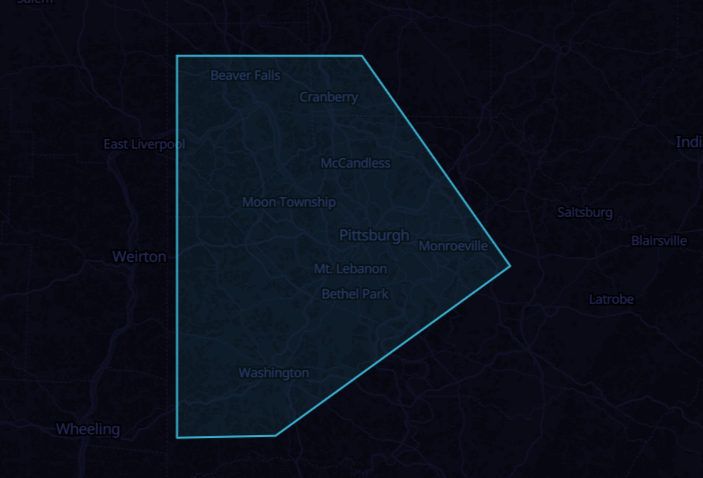 Salem
Beaver Falls
Cranberry
East Liverpool
Indi
McCandless
Moon Township
Saltsburg
Pittsburgh
Blairsville
Monroeville
Weirton
Mt. Lebanon
Bethel Park
Latrobe
Washington
Wheeling